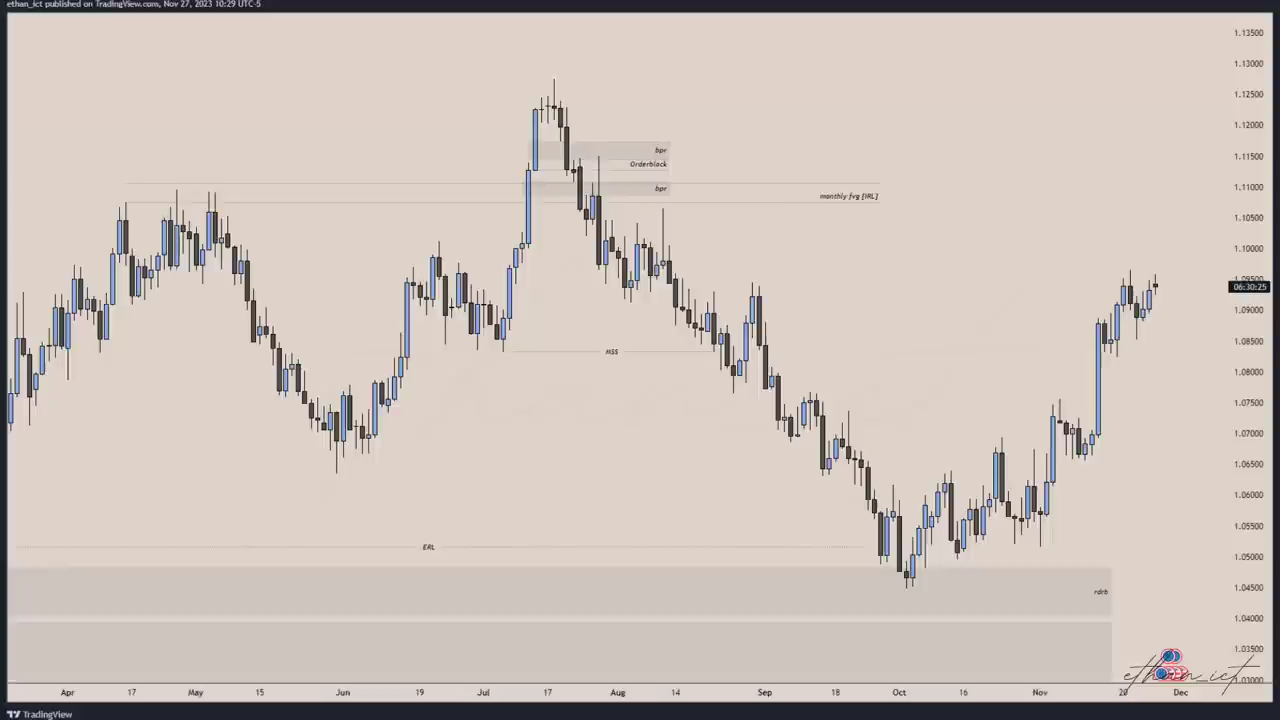 ethan_ict published on TradingView.com, Nov 27, 2023 10:29 UTC-5
1.13500
1.13000
1.12500
1.12000
bpr
1.11500
Orderblock
bpr
1.11000
monthly fvg [IRL]
1.10500
1.10000
1.09500
06:30:25
1.09000
1.08500
MSS
1.08000
1.07500
1.07000
1.06500
1.06000
1.05500
ERL
1.05000
1.04500
rdrb
1.04000
1.03500
1.03000
ethan_ict
Apr 17 May 15 Jun 19 Jul 17 Aug 14 Sep 18 Oct 16 Nov 20 Dec
TradingView